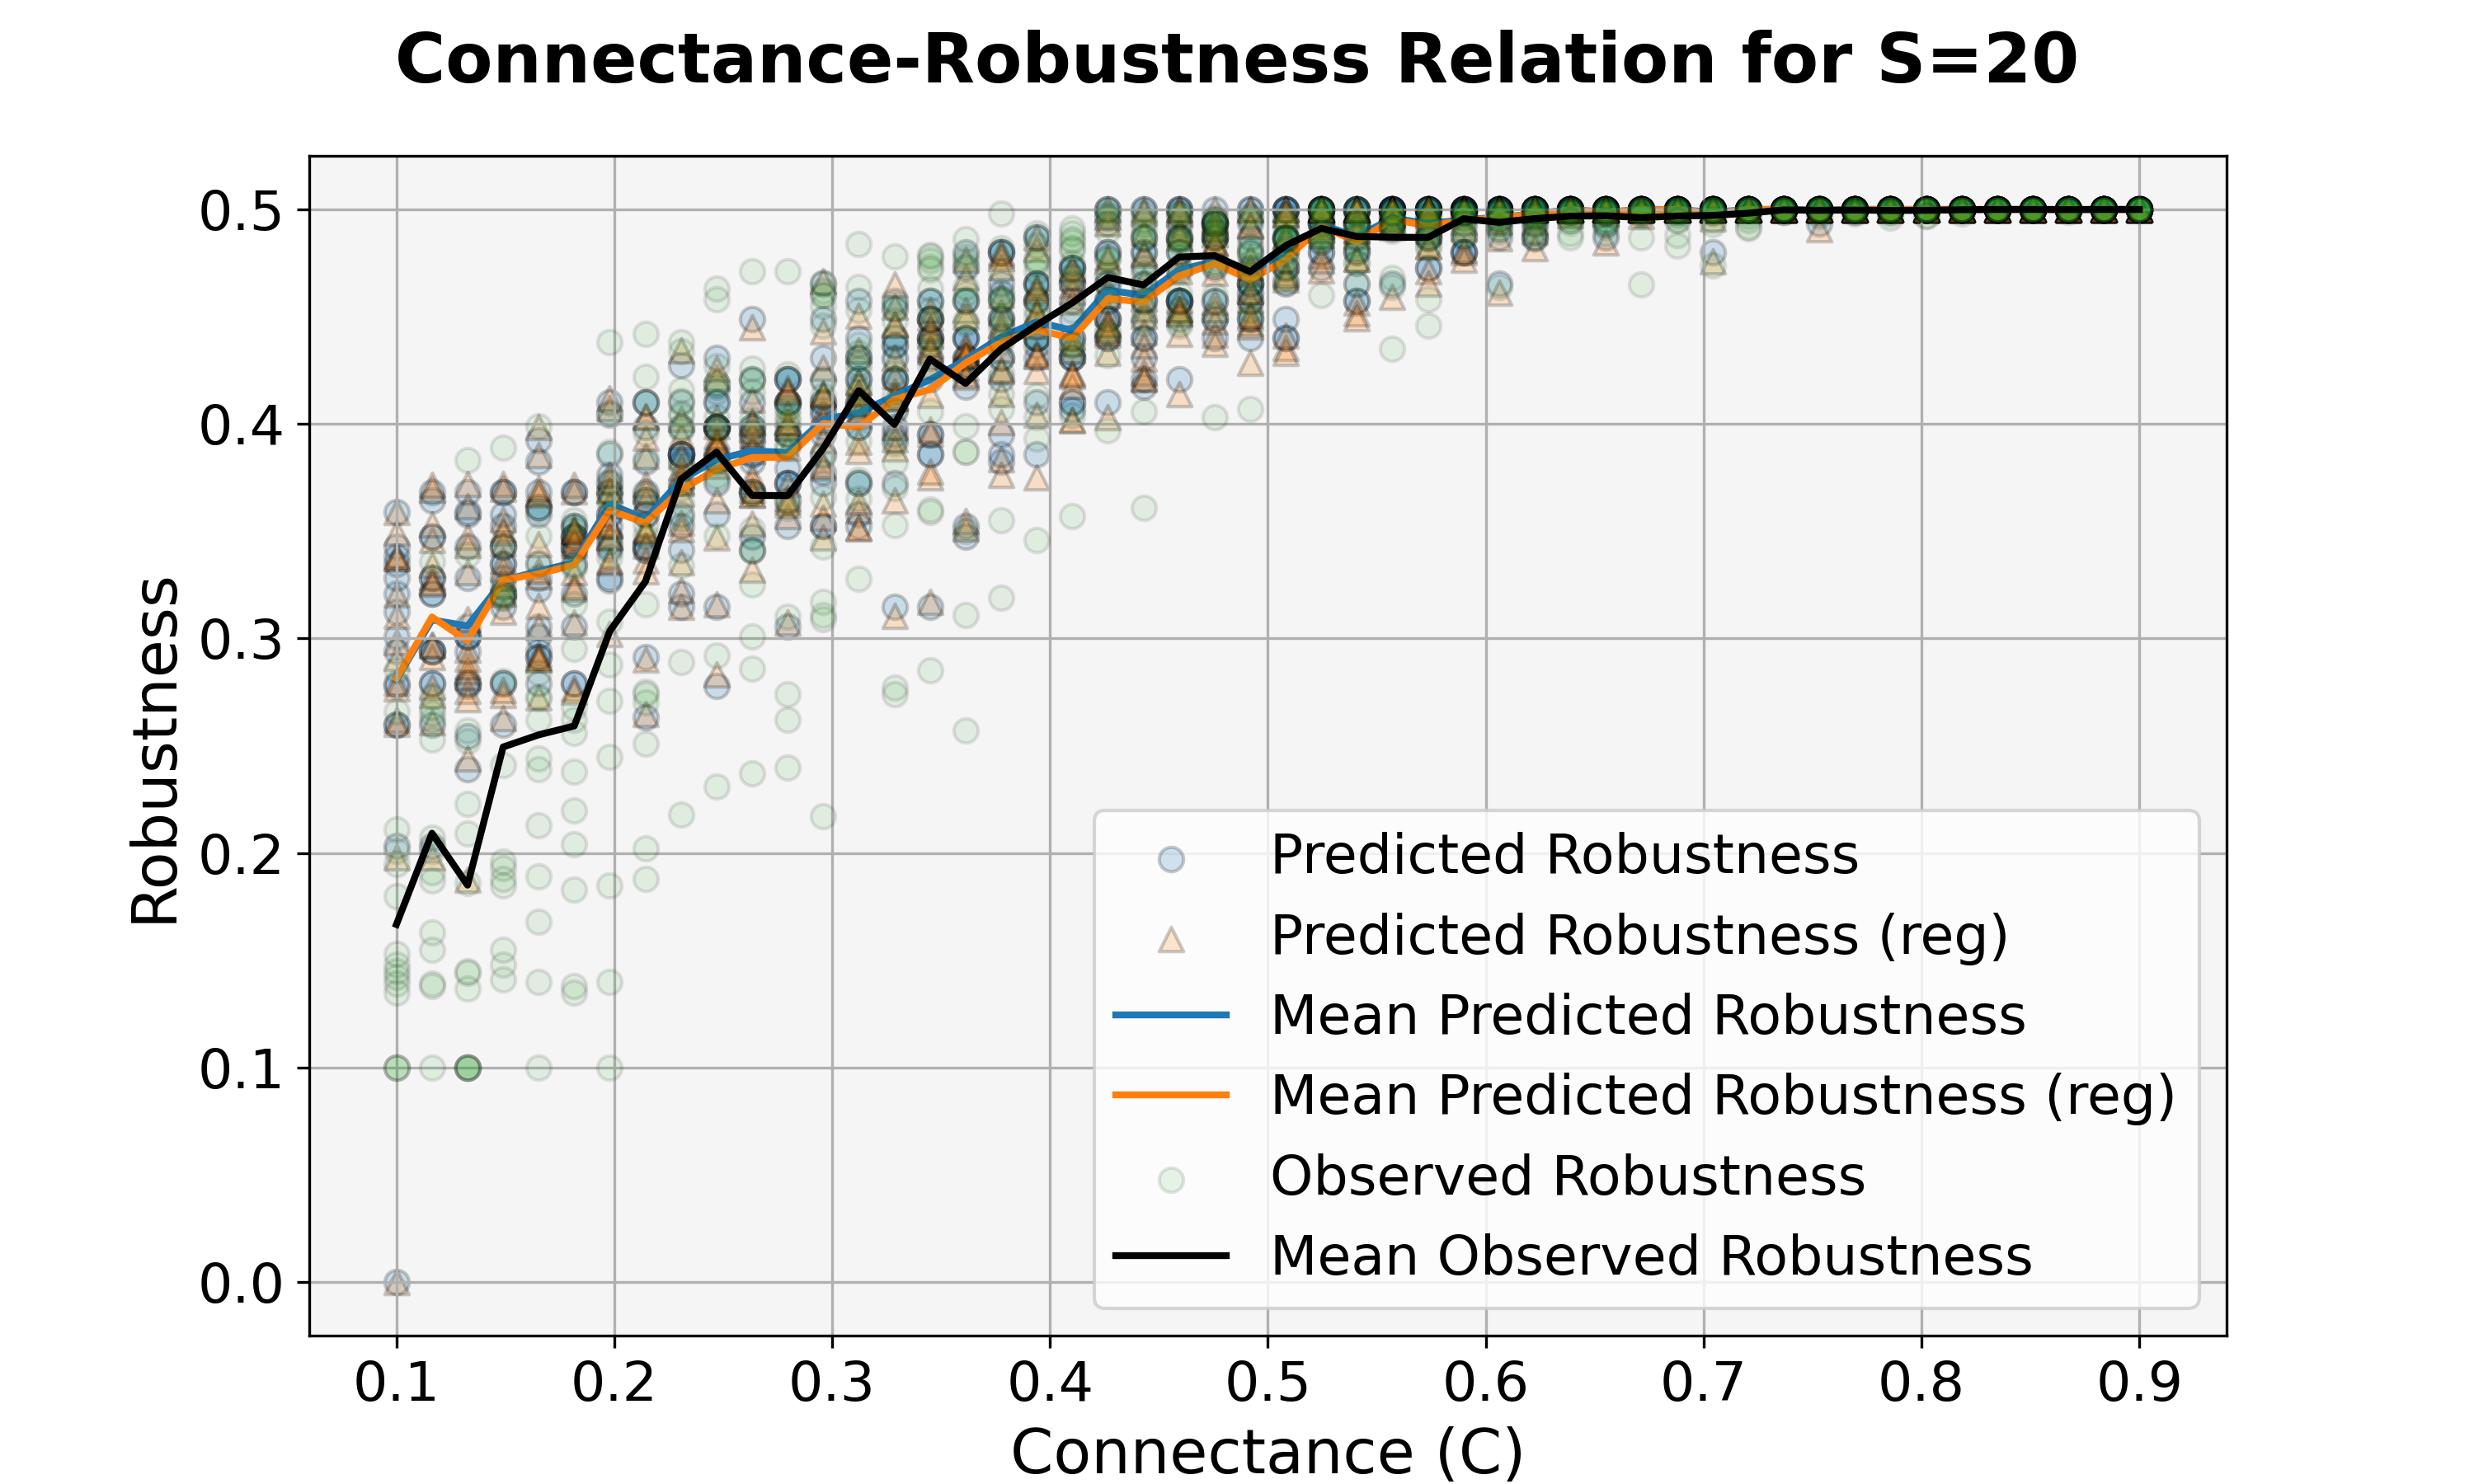 Connectance-Robustness Relation for S=20
0.5
0.4
0.3
0.2
0.1
0.0
Robustness
Predicted Robustness
Predicted Robustness (reg)
Mean Predicted Robustness
Mean Predicted Robustness (reg)
Observed Robustness
Mean Observed Robustness
0.1 0.2 0.3 0.4 0.5 0.6 0.7 0.8 0.9
Connectance (C)